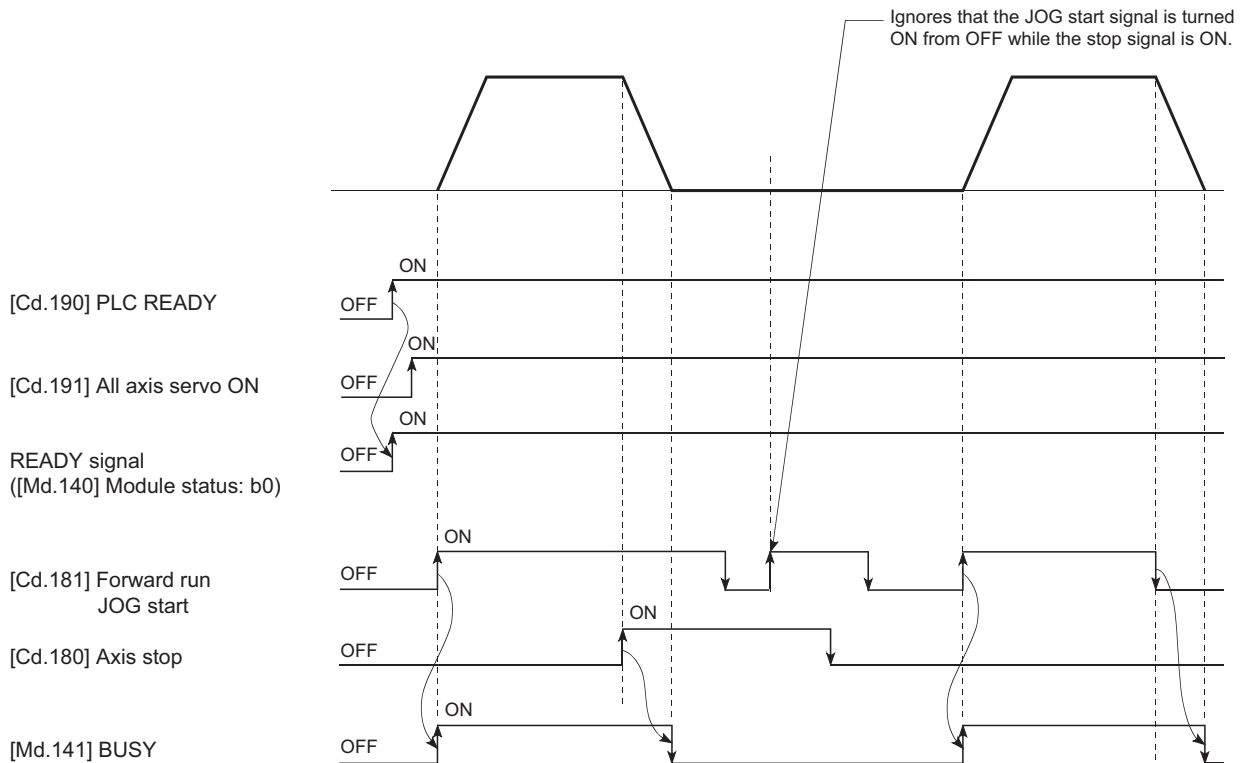 Ignores that the JOG start signal is turned
ON from OFF while the stop signal is ON.
ON
[Cd.190] PLC READY
OFF
ON
[Cd.191] All axis servo ON
OFF
ON
READY signal
OFF
([Md.140] Module status: b0)
ON
[Cd.181] Forward run
OFF
JOG start
ON
[Cd.180] Axis stop
OFF
ON
[Md.141] BUSY
OFF